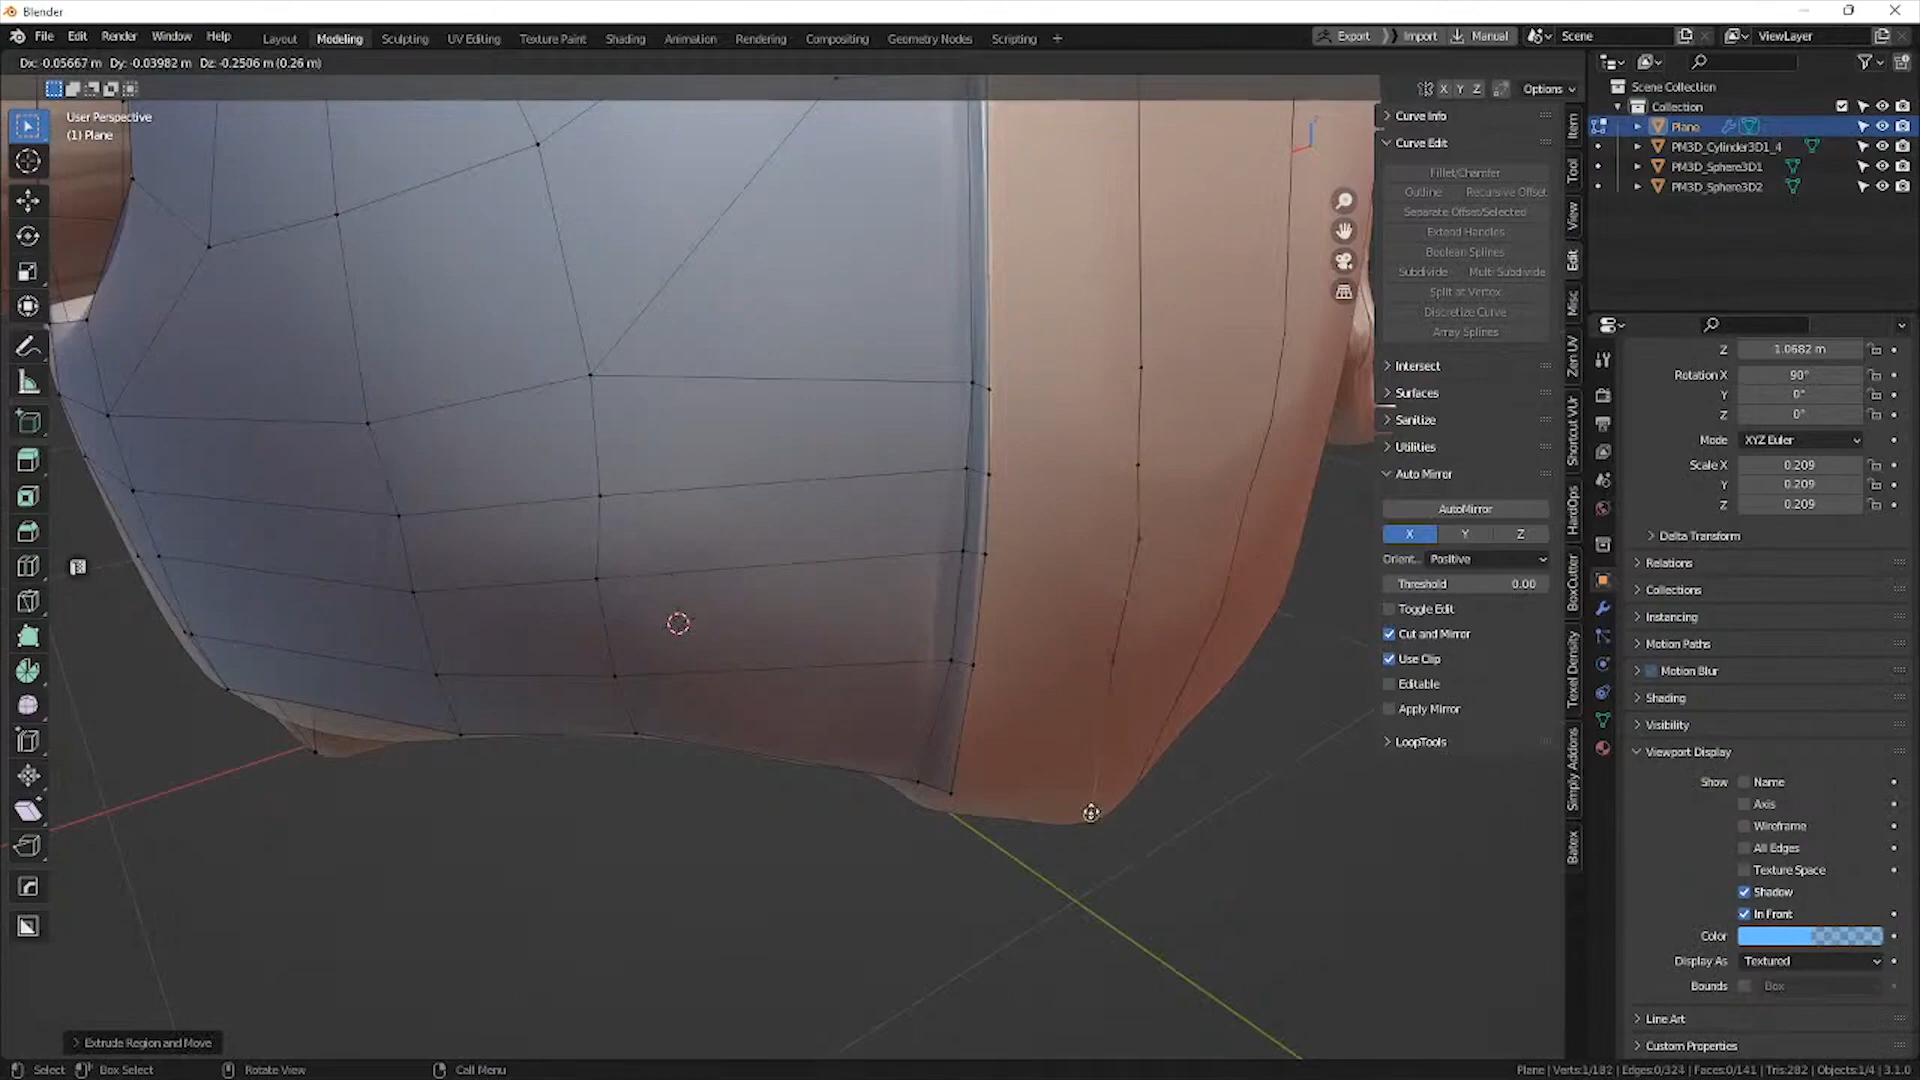 Blender
File Edit Render Window Help
Layout Modeling Sculpting UV Editing Texture Paint Shading Animation Rendering Compositing Geometry Nodes Scripting +
Export Import Manual Scene ViewLayer
Dx: -0.05667 m Dy: -0.03982 m Dz: -0.2506 m (0.26 m)
X Y Z Options
User Perspective
(1) Plane
Curve Info
Curve Edit
Fillet/Chamfer
Outline Recursive Offset
Separate Offset/Selected
Extend Handles
Boolean Splines
Subdivide Multi Subdivide
Split at Vertex
Discretize Curve
Array Splines
Intersect
Surfaces
Sanitize
Utilities
Auto Mirror
AutoMirror
X Y Z
Orient... Positive
Threshold 0.00
Toggle Edit
Cut and Mirror
Use Clip
Editable
Apply Mirror
LoopTools
Item
Tool
View
Edit
Misc
Zen UV
Shortcut VUr
HardOps
BoxCutter
Texel Density
Simply Addons
Batex
Scene Collection
Collection
Plane
PM3D_Cylinder3D1_4
PM3D_Sphere3D1
PM3D_Sphere3D2
Z 1.0682 m
Rotation X 90°
Y 0°
Z 0°
Mode XYZ Euler
Scale X 0.209
Y 0.209
Z 0.209
Delta Transform
Relations
Collections
Instancing
Motion Paths
Motion Blur
Shading
Visibility
Viewport Display
Show Name
Axis
Wireframe
All Edges
Texture Space
Shadow
In Front
Color
Display As Textured
Bounds Box
Line Art
Custom Properties
Extrude Region and Move
Select Box Select Rotate View Call Menu
Plane | Verts:1/182 | Edges:0/324 | Faces:0/141 | Tris:282 | Objects:1/4 | 3.1.0